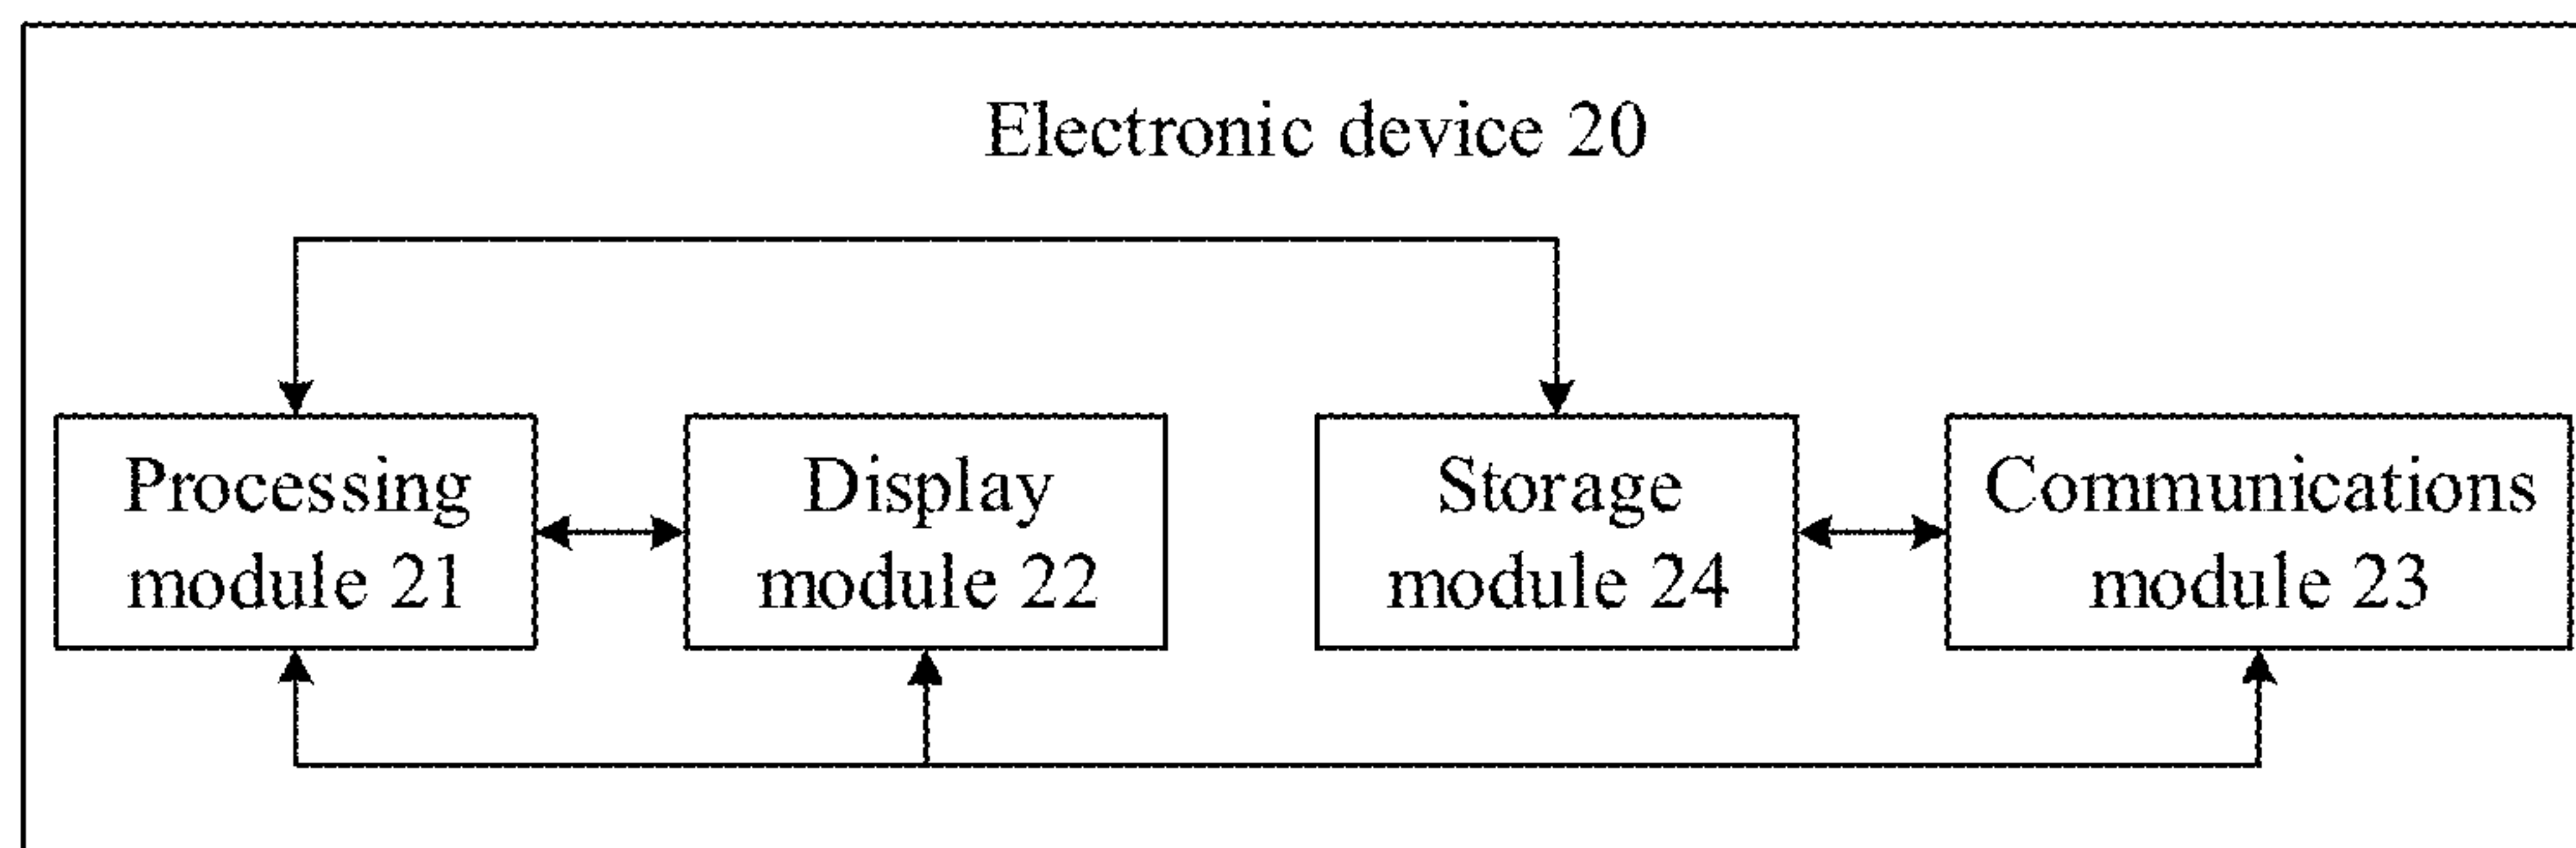 Electronic device 20
Processing
module 21
Display
module 22
Storage
module 24
Communications
module 23